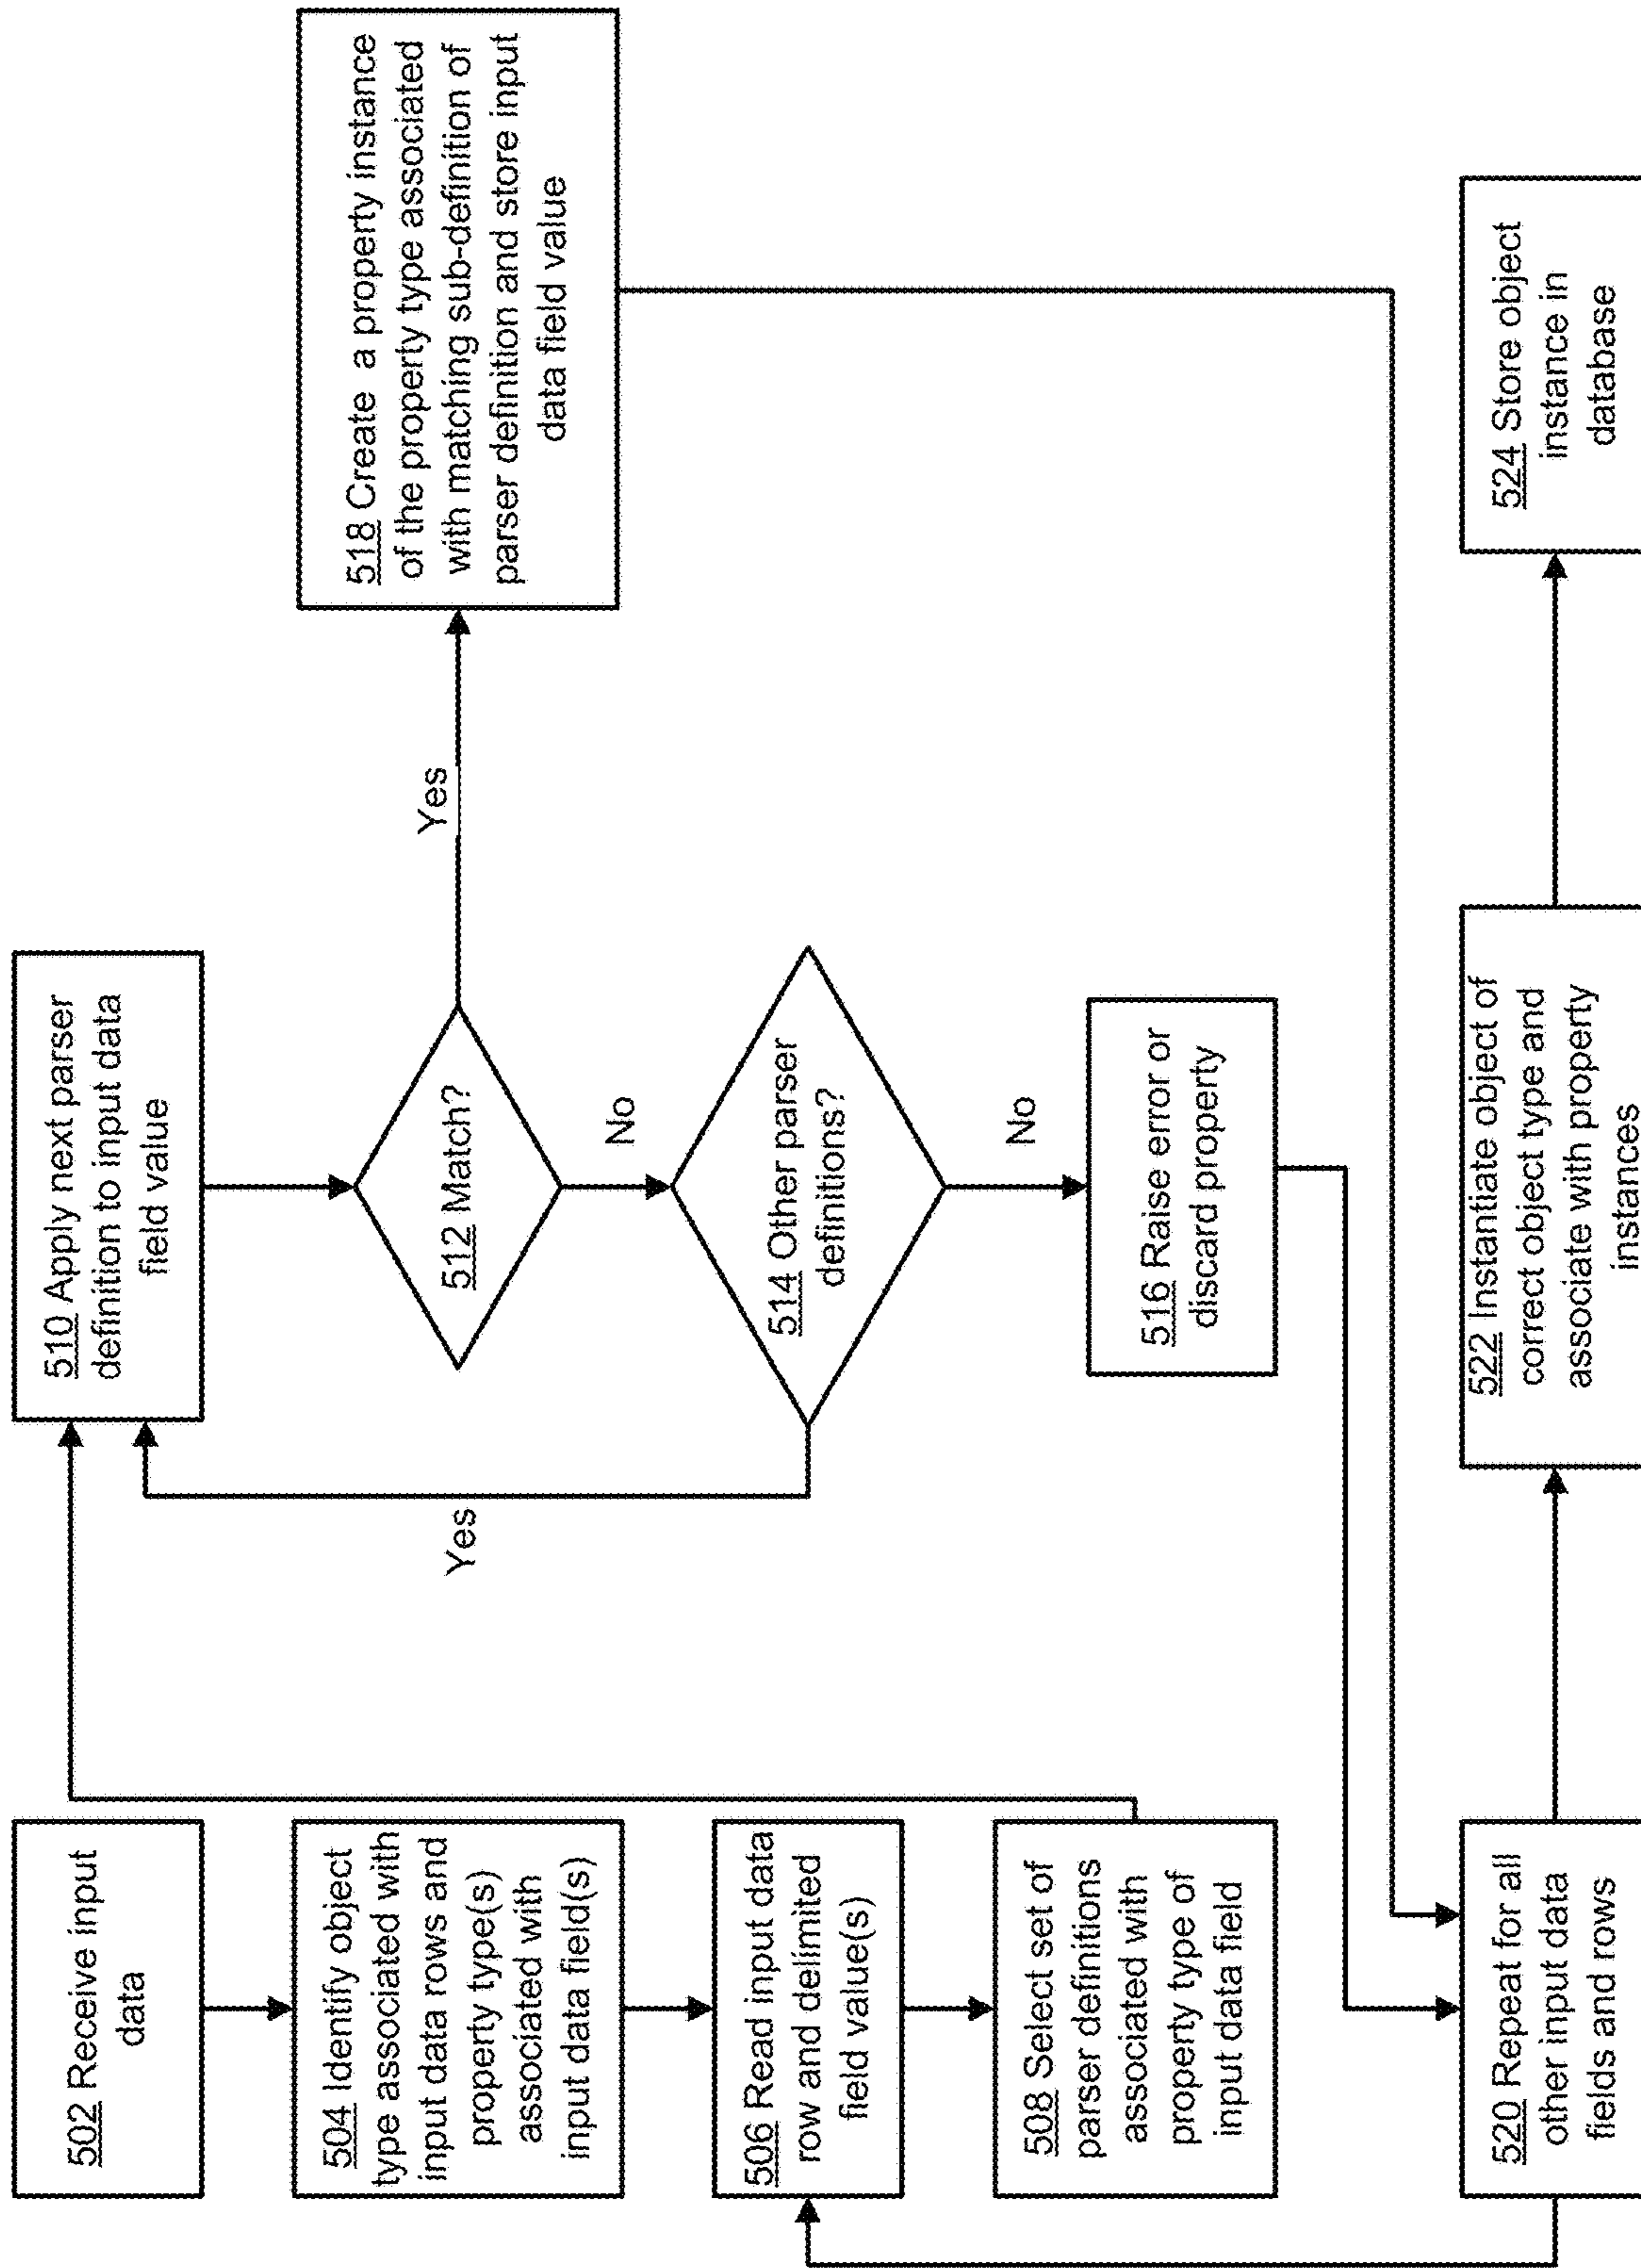 502 Receive input
data
504 Identify object
type associated with
input data rows and
property type(s)
associated with
input data field(s)
506 Read input data
row and delimited
field value(s)
508 Select set of
parser definitions
associated with
property type of
input data field
510 Apply next parser
definition to input data
field value
512 Match?
Yes
No
514 Other parser
definitions?
Yes
No
516 Raise error or
discard property
518 Create a property instance
of the property type associated
with matching sub-definition of
parser definition and store input
data field value
520 Repeat for all
other input data
fields and rows
522 Instantiate object of
correct object type and
associate with property
instances
524 Store object
instance in
database